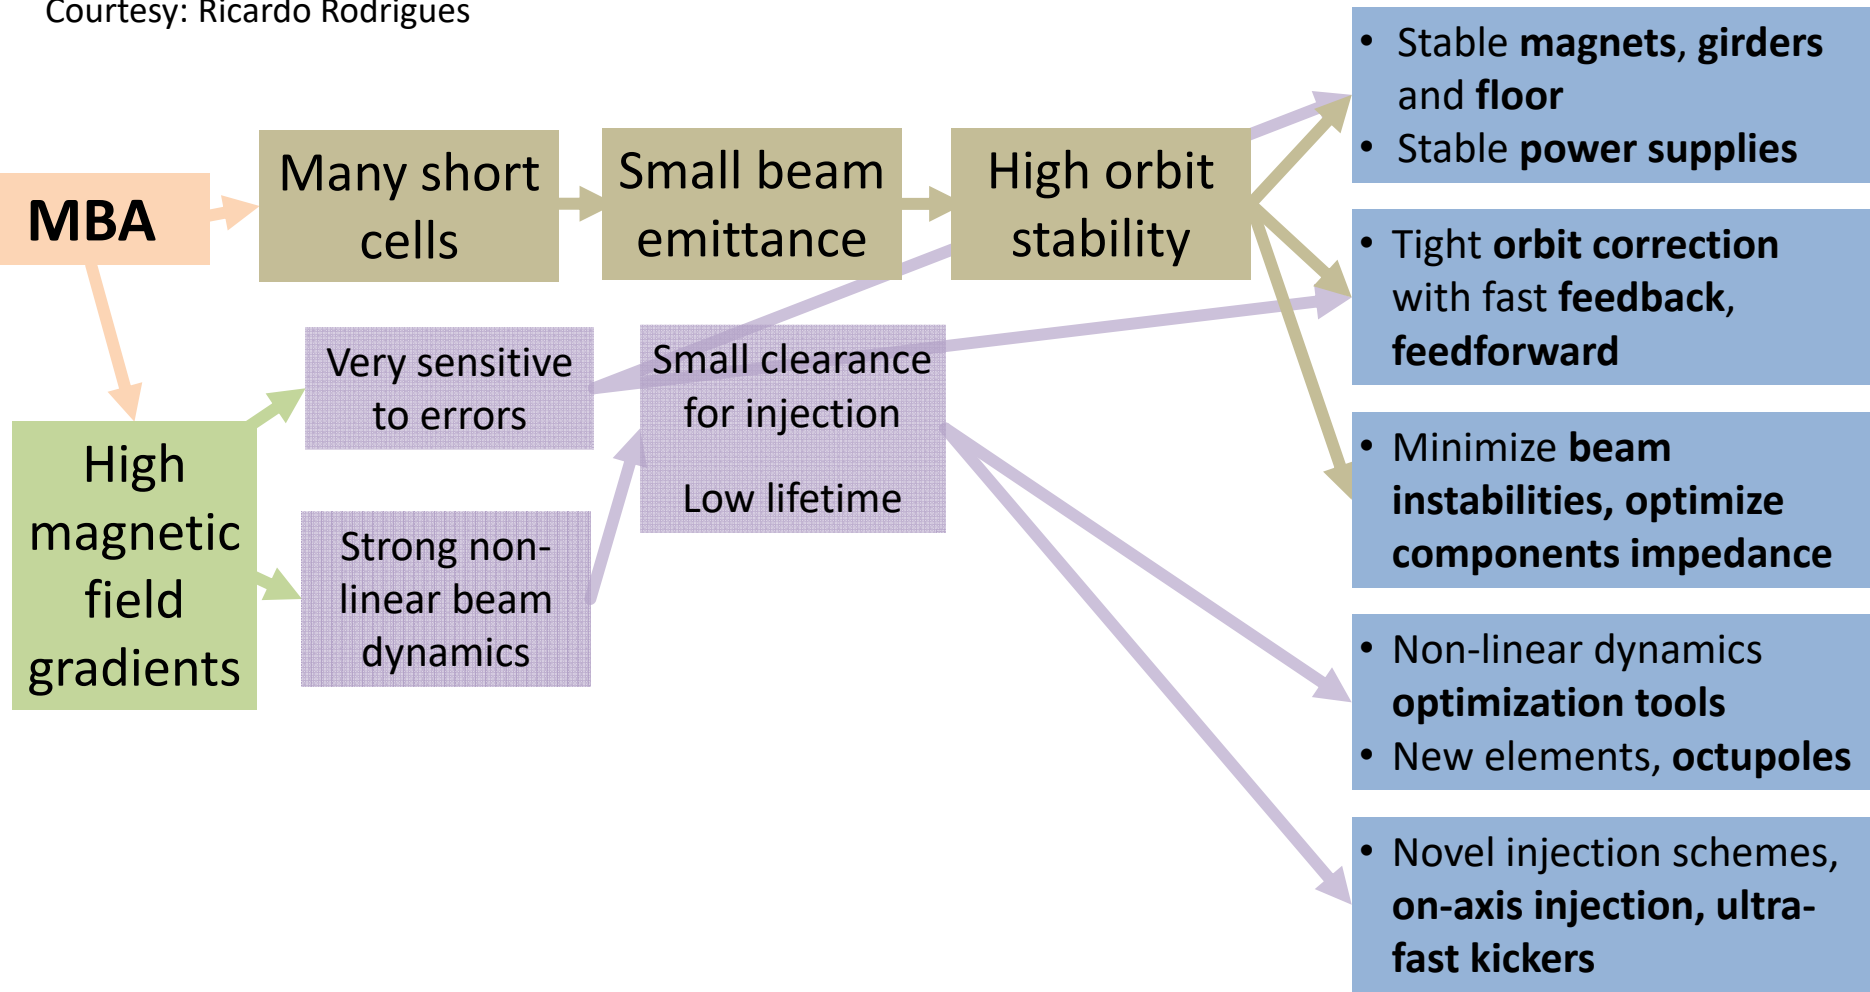 Courtesy: Ricardo Rodrigues
MBA
Many short
cells
Small beam
emittance
High orbit
stability
High
magnetic
field
gradients
Very sensitive
to errors
Strong non-
linear beam
dynamics
Small clearance
for injection
Low lifetime
• Stable magnets, girders
and floor
• Stable power supplies
• Tight orbit correction
with fast feedback,
feedforward
• Minimize beam
instabilities, optimize
components impedance
• Non-linear dynamics
optimization tools
• New elements, octupoles
• Novel injection schemes,
on-axis injection, ultra-
fast kickers